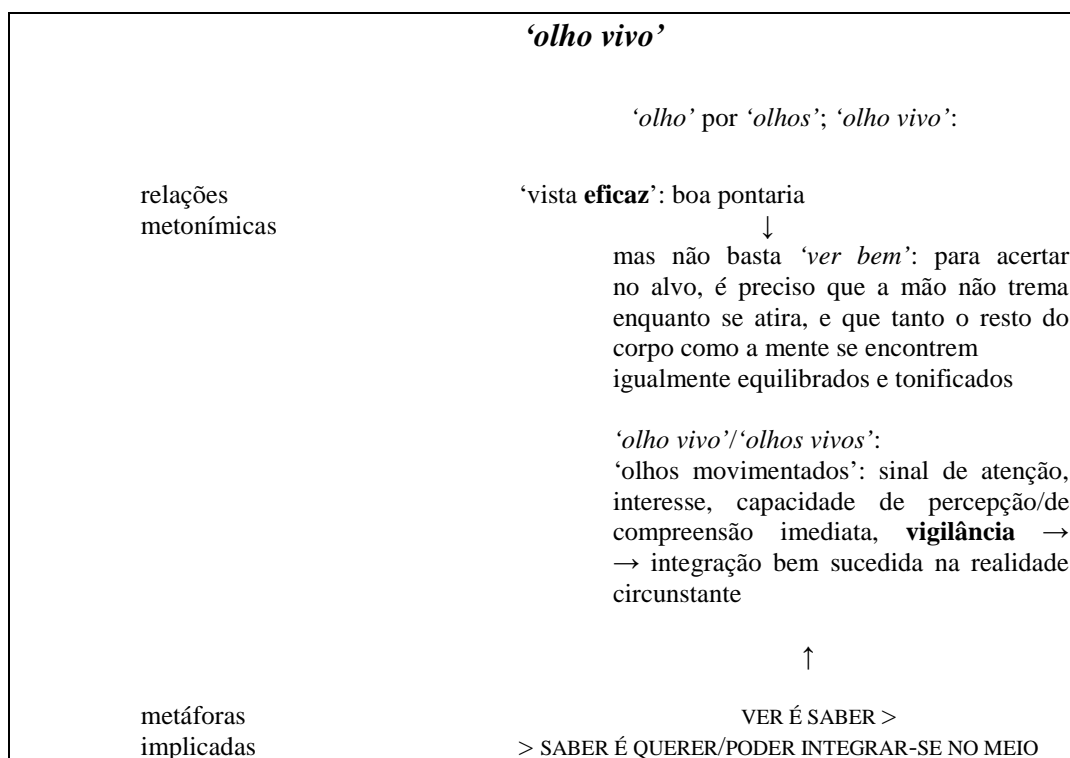 ‘olho vivo’
‘olho’ por ‘olhos’; ‘olho vivo’:
relações ‘vista eficaz’: boa pontaria
metonímicas ↓
mas não basta ‘ver bem’: para acertar
no alvo, é preciso que a mão não trema
enquanto se atira, e que tanto o resto do
corpo como a mente se encontrem
igualmente equilibrados e tonificados
‘olho vivo’/‘olhos vivos’:
‘olhos movimentados’: sinal de atenção,
interesse, capacidade de percepção/de
compreensão imediata, vigilância →
→ integração bem sucedida na realidade
circunstante
↑
metáforas VER É SABER >
implicadas > SABER É QUERER/PODER INTEGRAR-SE NO MEIO